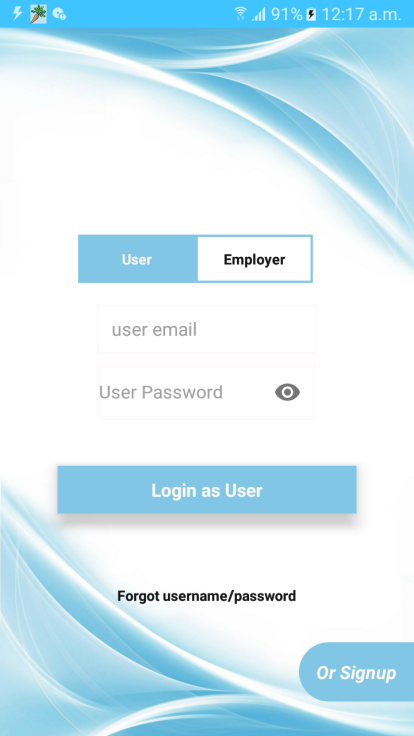 91% 12:17 a.m.
User Employer
user email
User Password
Login as User
Forgot username/password
Or Signup